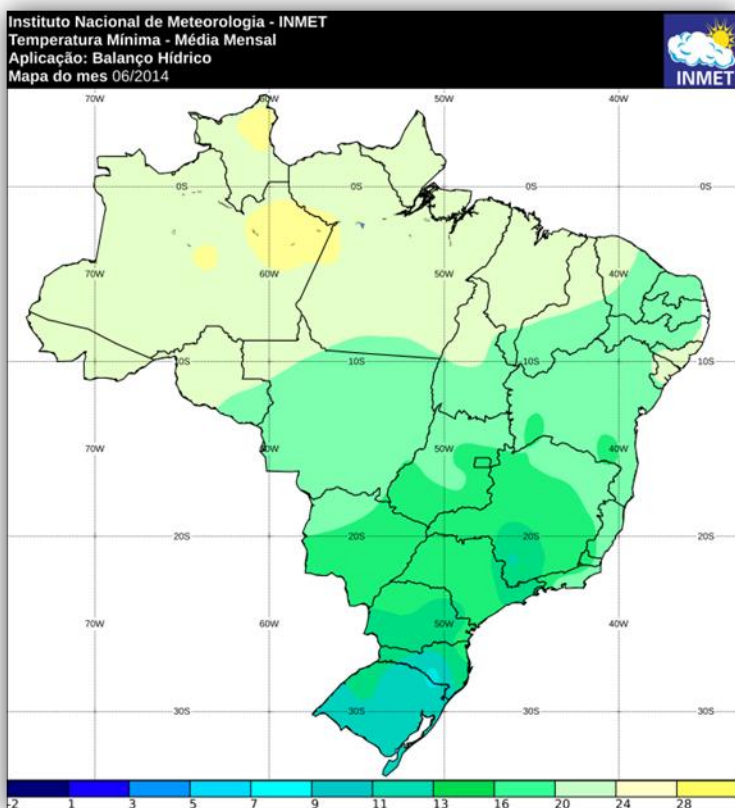 Instituto Nacional de Meteorologia - INMET
Temperatura Mínima - Média Mensal
Aplicação: Balanço Hídrico
Mapa do mes 06/2014
INMET
70W 60W 50W 40W
0S 0S 0S 0S
70W 60W 50W 40W
10S 10S 10S 10S
70W 50W 40W
20S 20S 20S 20S
70W 60W 50W 40W
30S 30S 30S 30S
-2 1 3 5 7 9 11 13 16 20 24 28